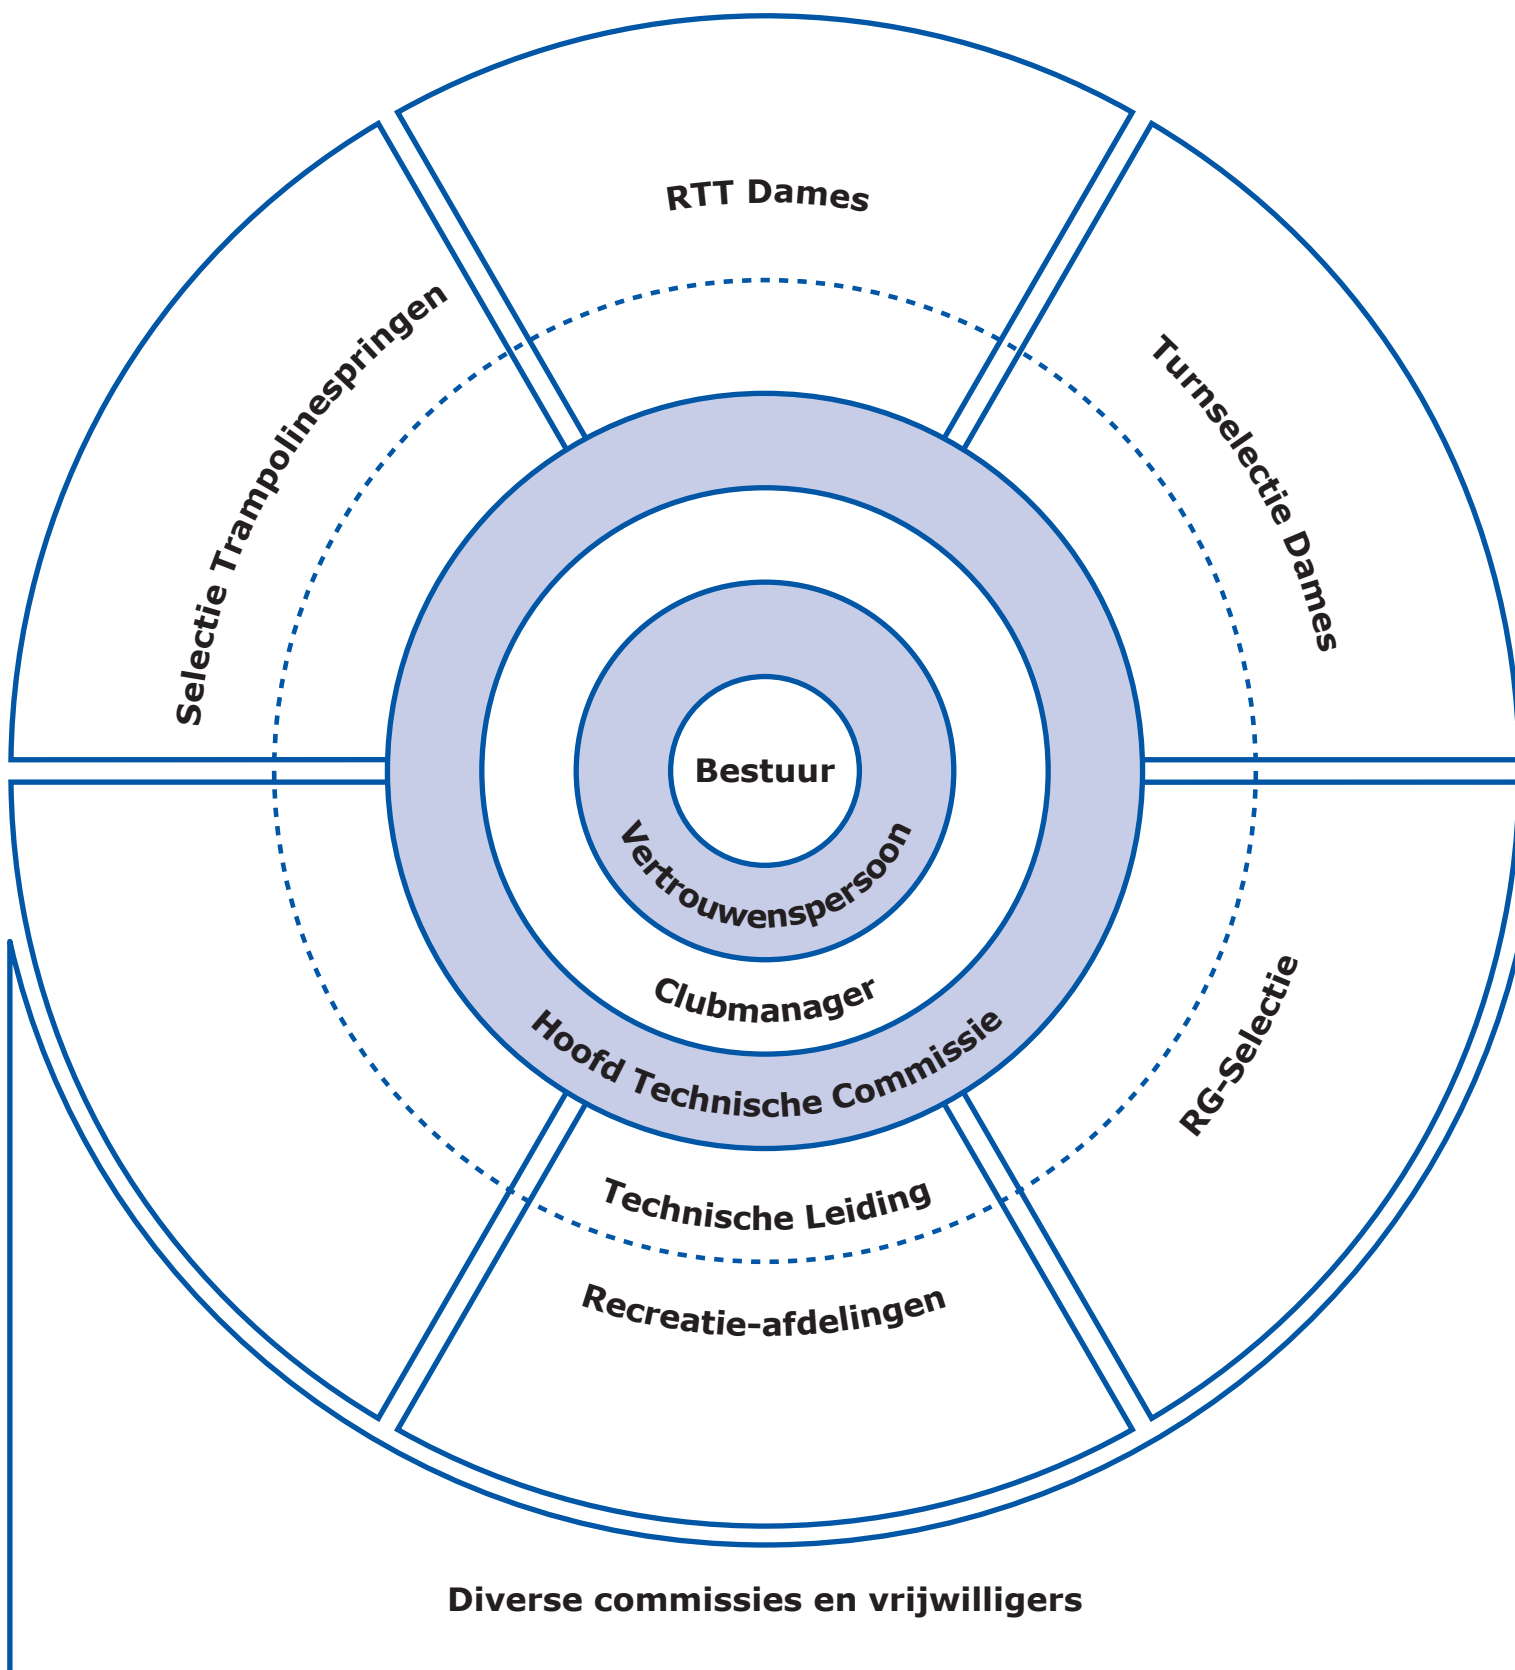 RTT Dames
Selectie Trampolinespringen
Turnselectie Dames
Bestuur
Vertrouwenspersoon
Clubmanager
Hoofd Technische Commissie
RG-Selectie
Technische Leiding
Recreatie-afdelingen
Diverse commissies en vrijwilligers